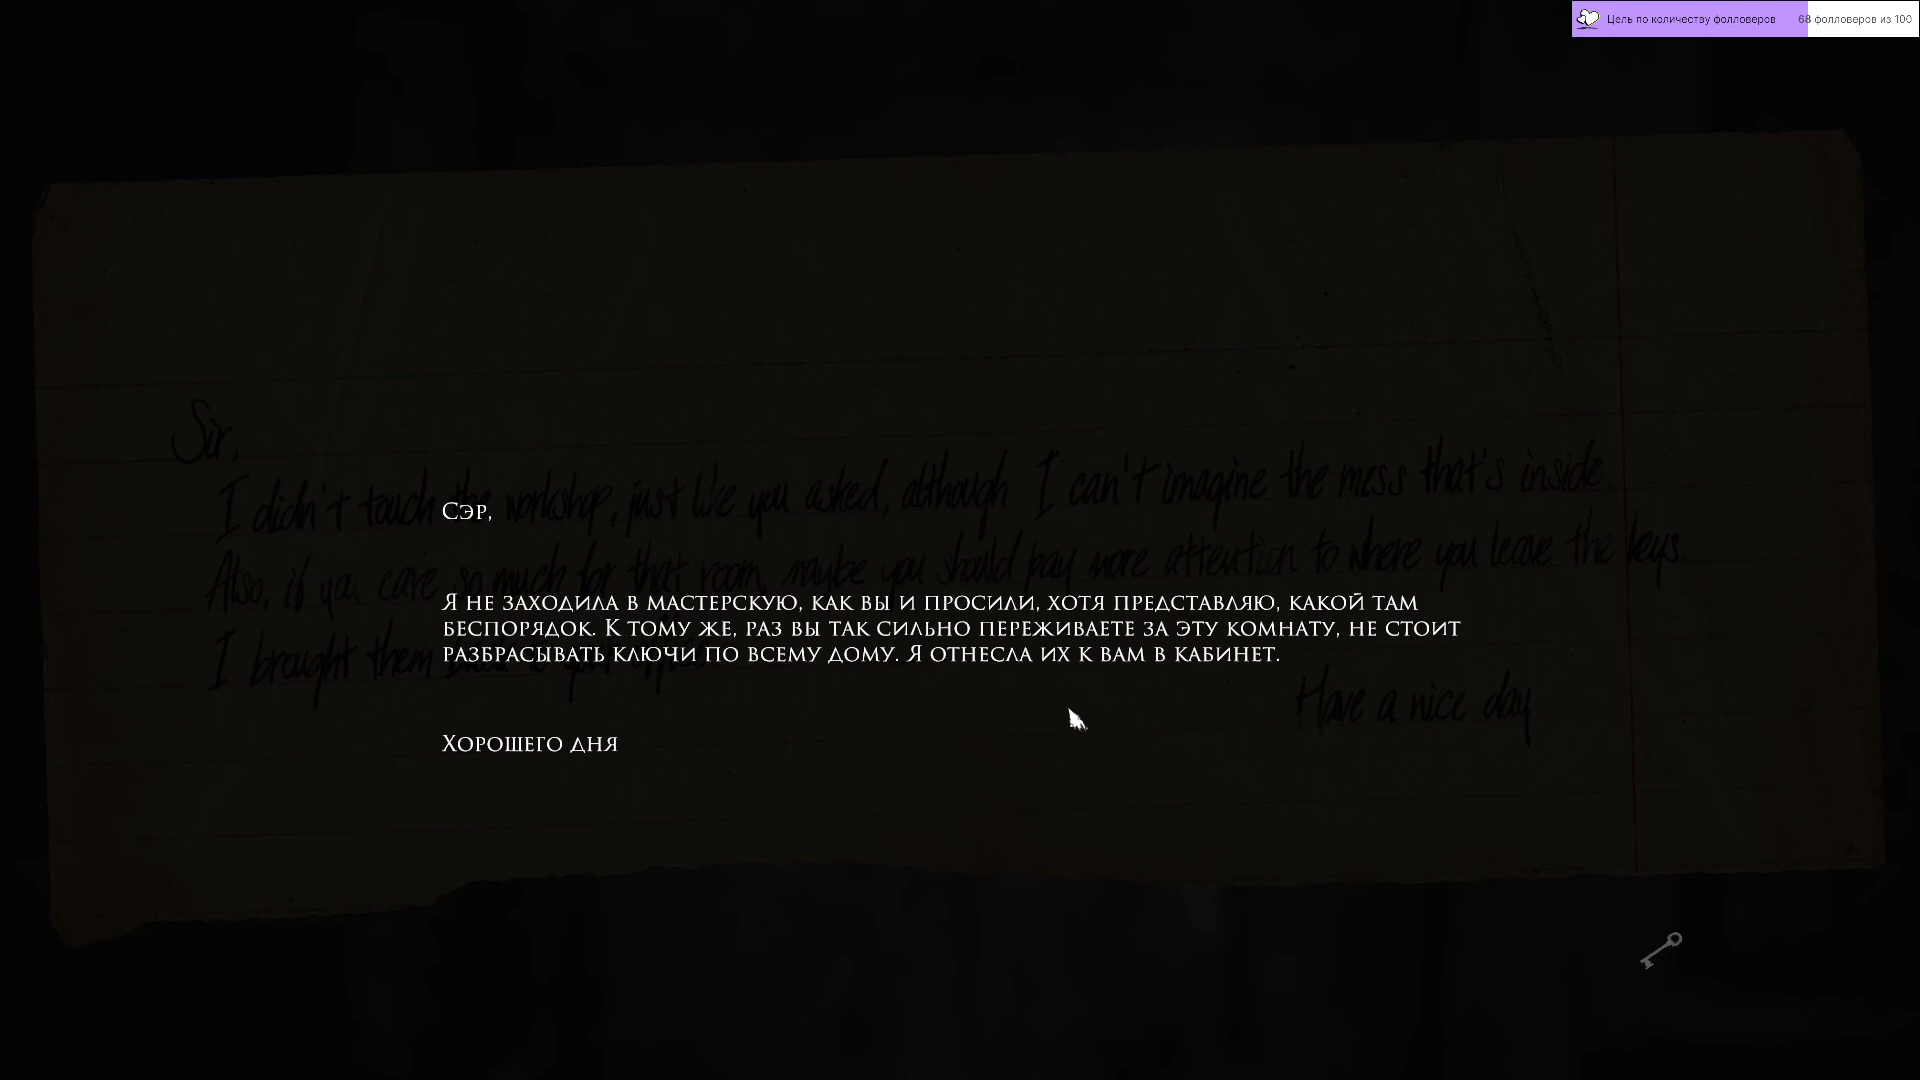 Цель по количеству фолловеров 68 фолловеров из 100
Sir,
I didn't touch the workshop, just like you asked, although I can't imagine the mess that's inside.
Also, if you care so much for that room, maybe you should pay more attention to where you leave the keys.
I brought them
Have a nice day
Сэр,
Я не заходила в мастерскую, как вы и просили, хотя представляю, какой там
беспорядок. К тому же, раз вы так сильно переживаете за эту комнату, не стоит
разбрасывать ключи по всему дому. Я отнесла их к вам в кабинет.
Хорошего дня